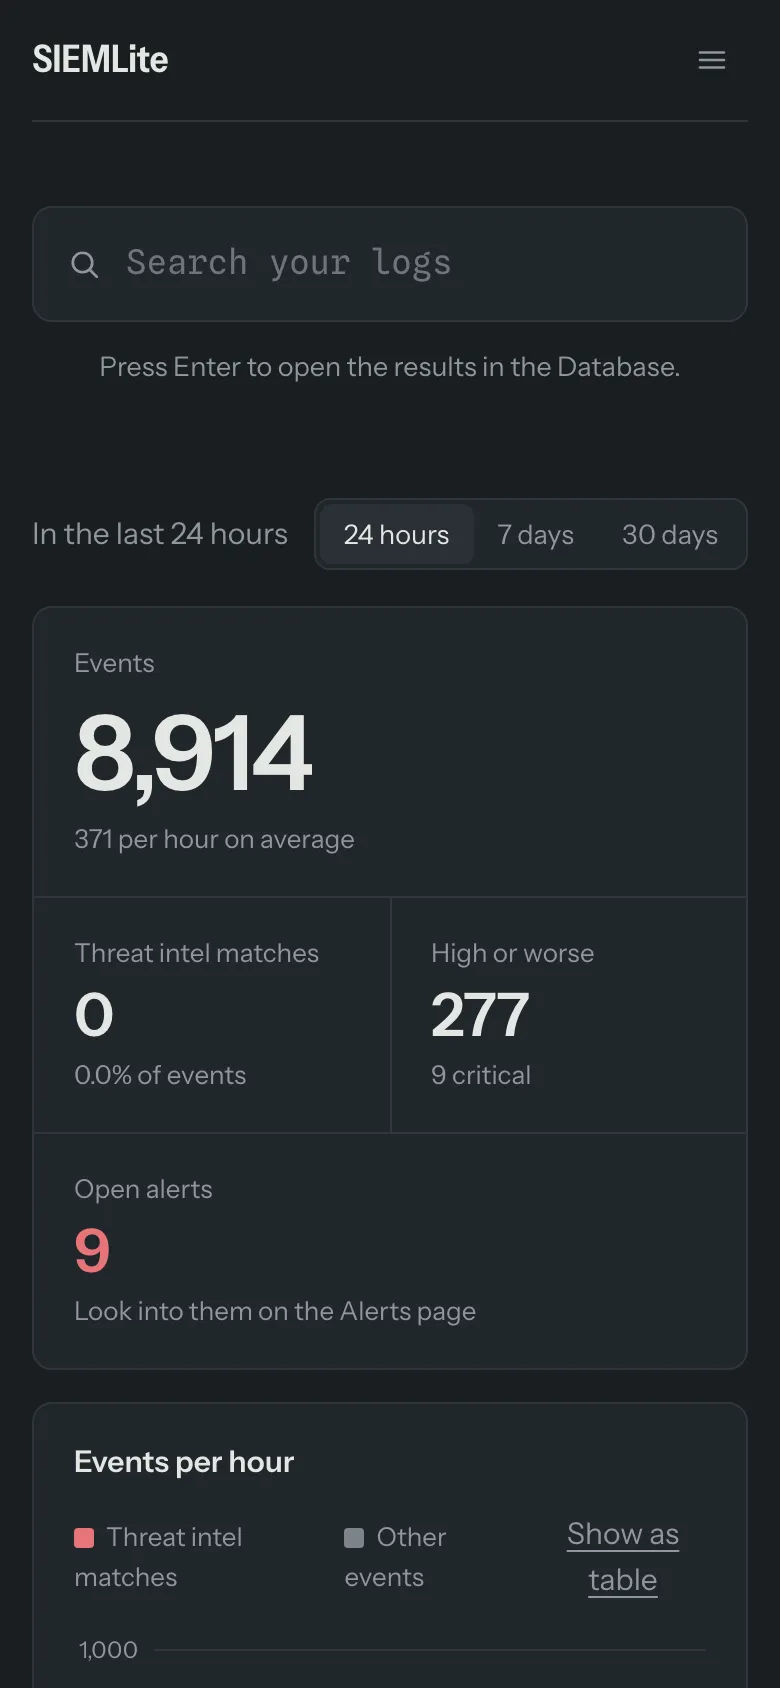 SIEMLite
Search your logs
Press Enter to open the results in the Database.
In the last 24 hours
24 hours
7 days
30 days
Events
8,914
371 per hour on average
Threat intel matches
0
0.0% of events
High or worse
277
9 critical
Open alerts
9
Look into them on the Alerts page
Events per hour
Threat intel
matches
Other
events
Show as
table
1,000